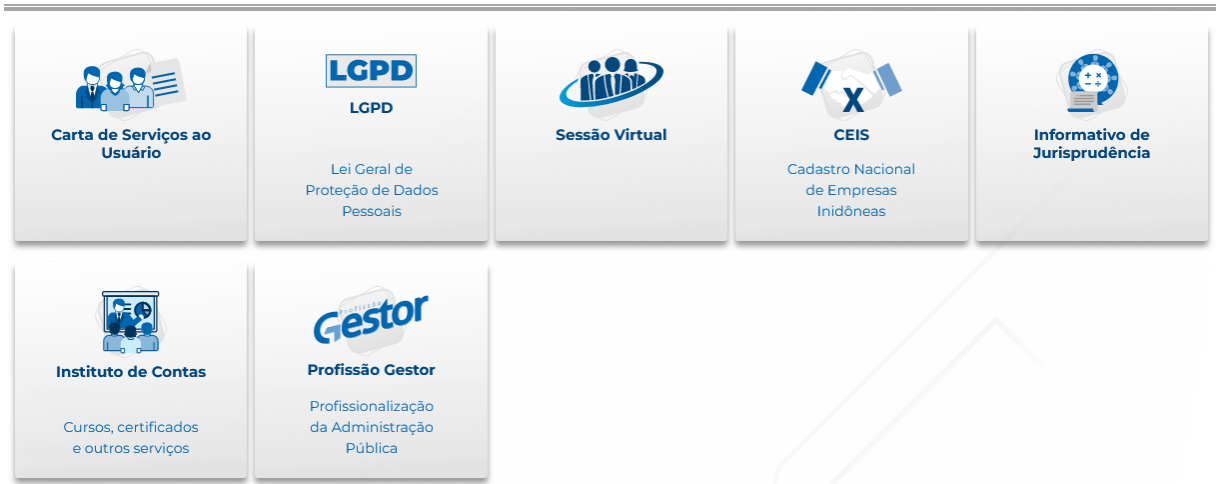 Carta de Serviços ao
Usuário
LGPD
LGPD
Lei Geral de
Proteção de Dados
Pessoais
Sessão Virtual
X
CEIS
Cadastro Nacional
de Empresas
Inidôneas
Informativo de
Jurisprudência
Instituto de Contas
Cursos, certificados
e outros serviços
Profissão
Gestor
Profissão Gestor
Profissionalização
da Administração
Pública